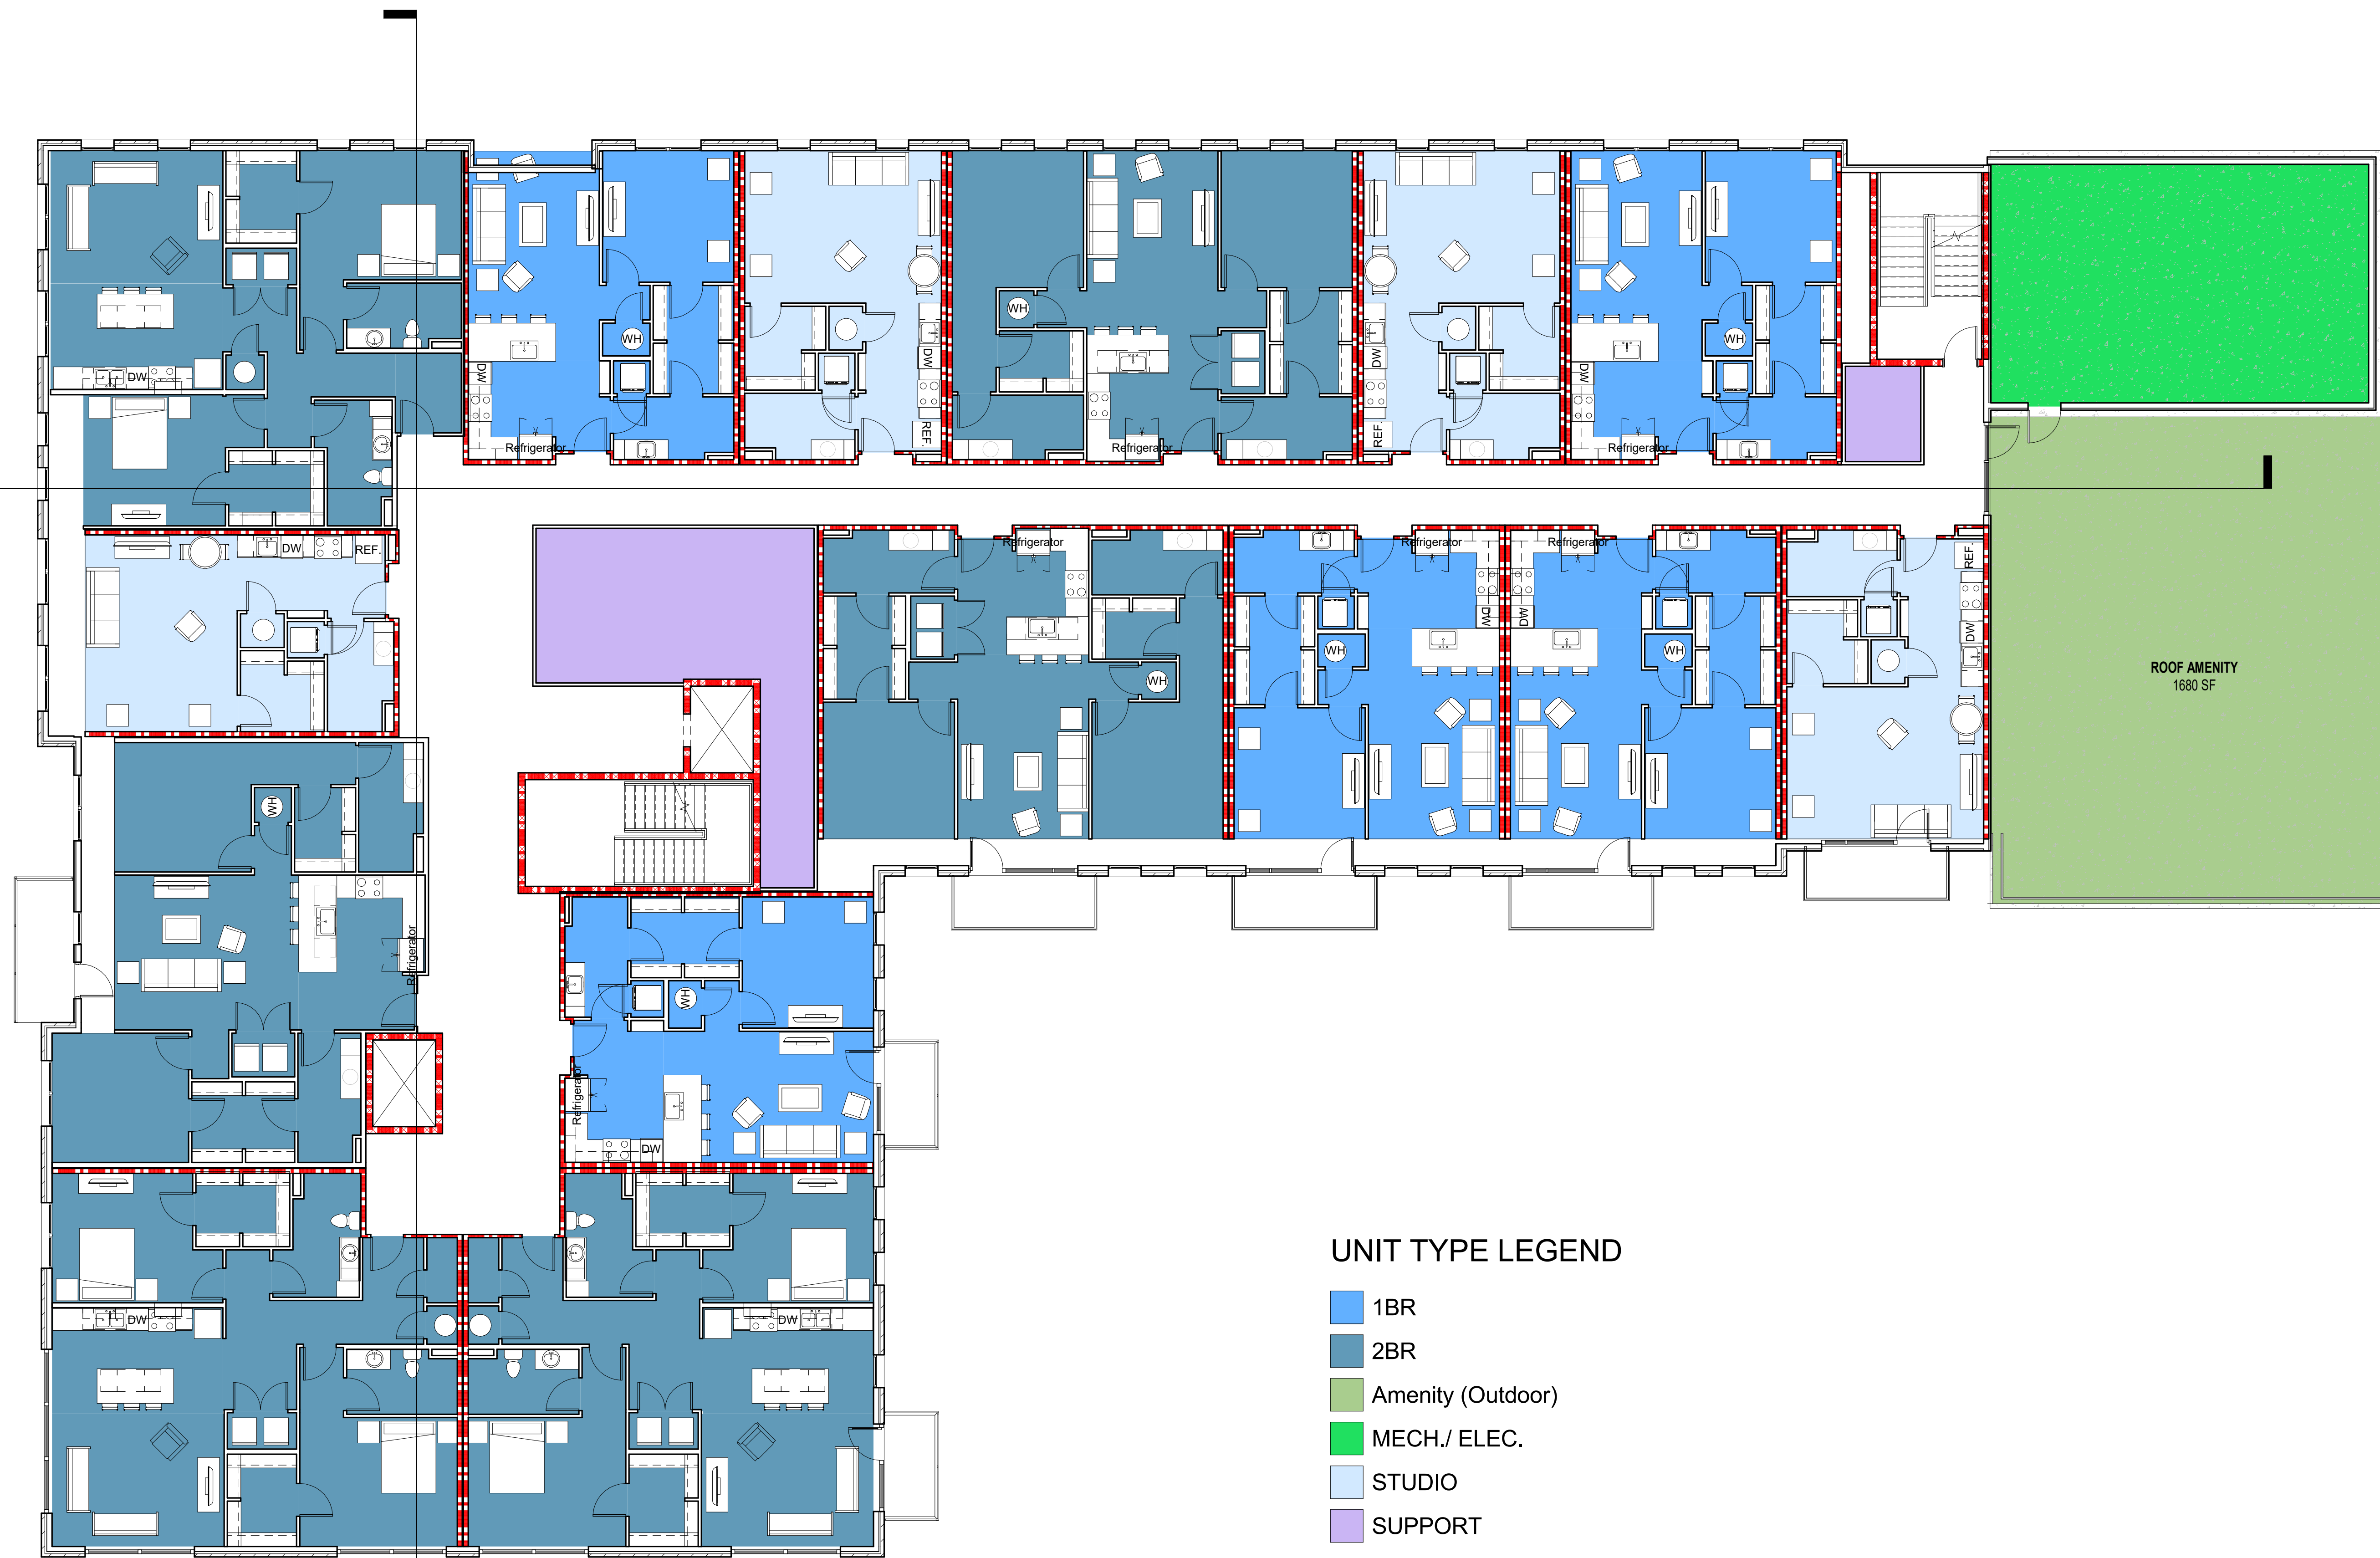 WH
WH
WH
DW
DW
DW
DW
DW
REF.
REF.
Refrigerator
Refrigerator
Refrigerator
DW
REF.
Refrigerator
Refrigerator
REF.
DW
DW
DW
WH
WH
WH
ROOF AMENITY
1680 SF
WH
Refrigerator
WH
Refrigerator
DW
DW
DW
UNIT TYPE LEGEND
1BR
2BR
Amenity (Outdoor)
MECH./ ELEC.
STUDIO
SUPPORT
Refrigerator